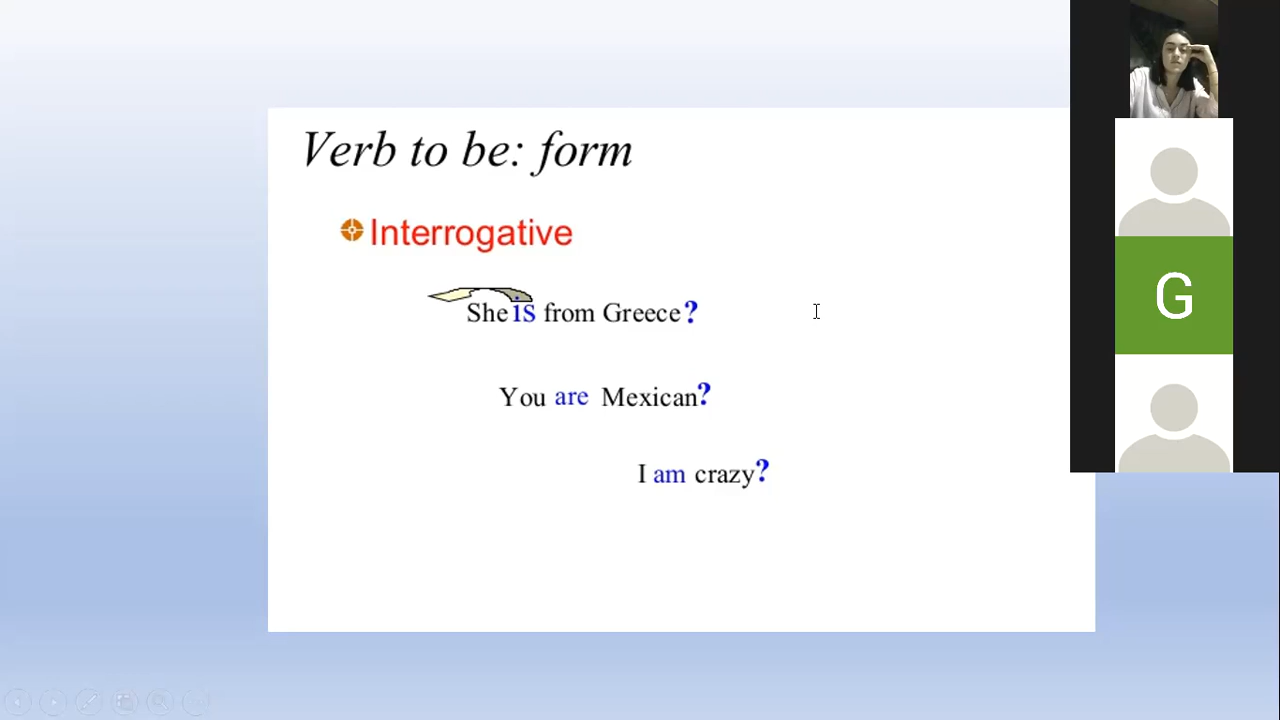 Verb to be: form
Interrogative
She is from Greece?
You are Mexican?
I am crazy?
G